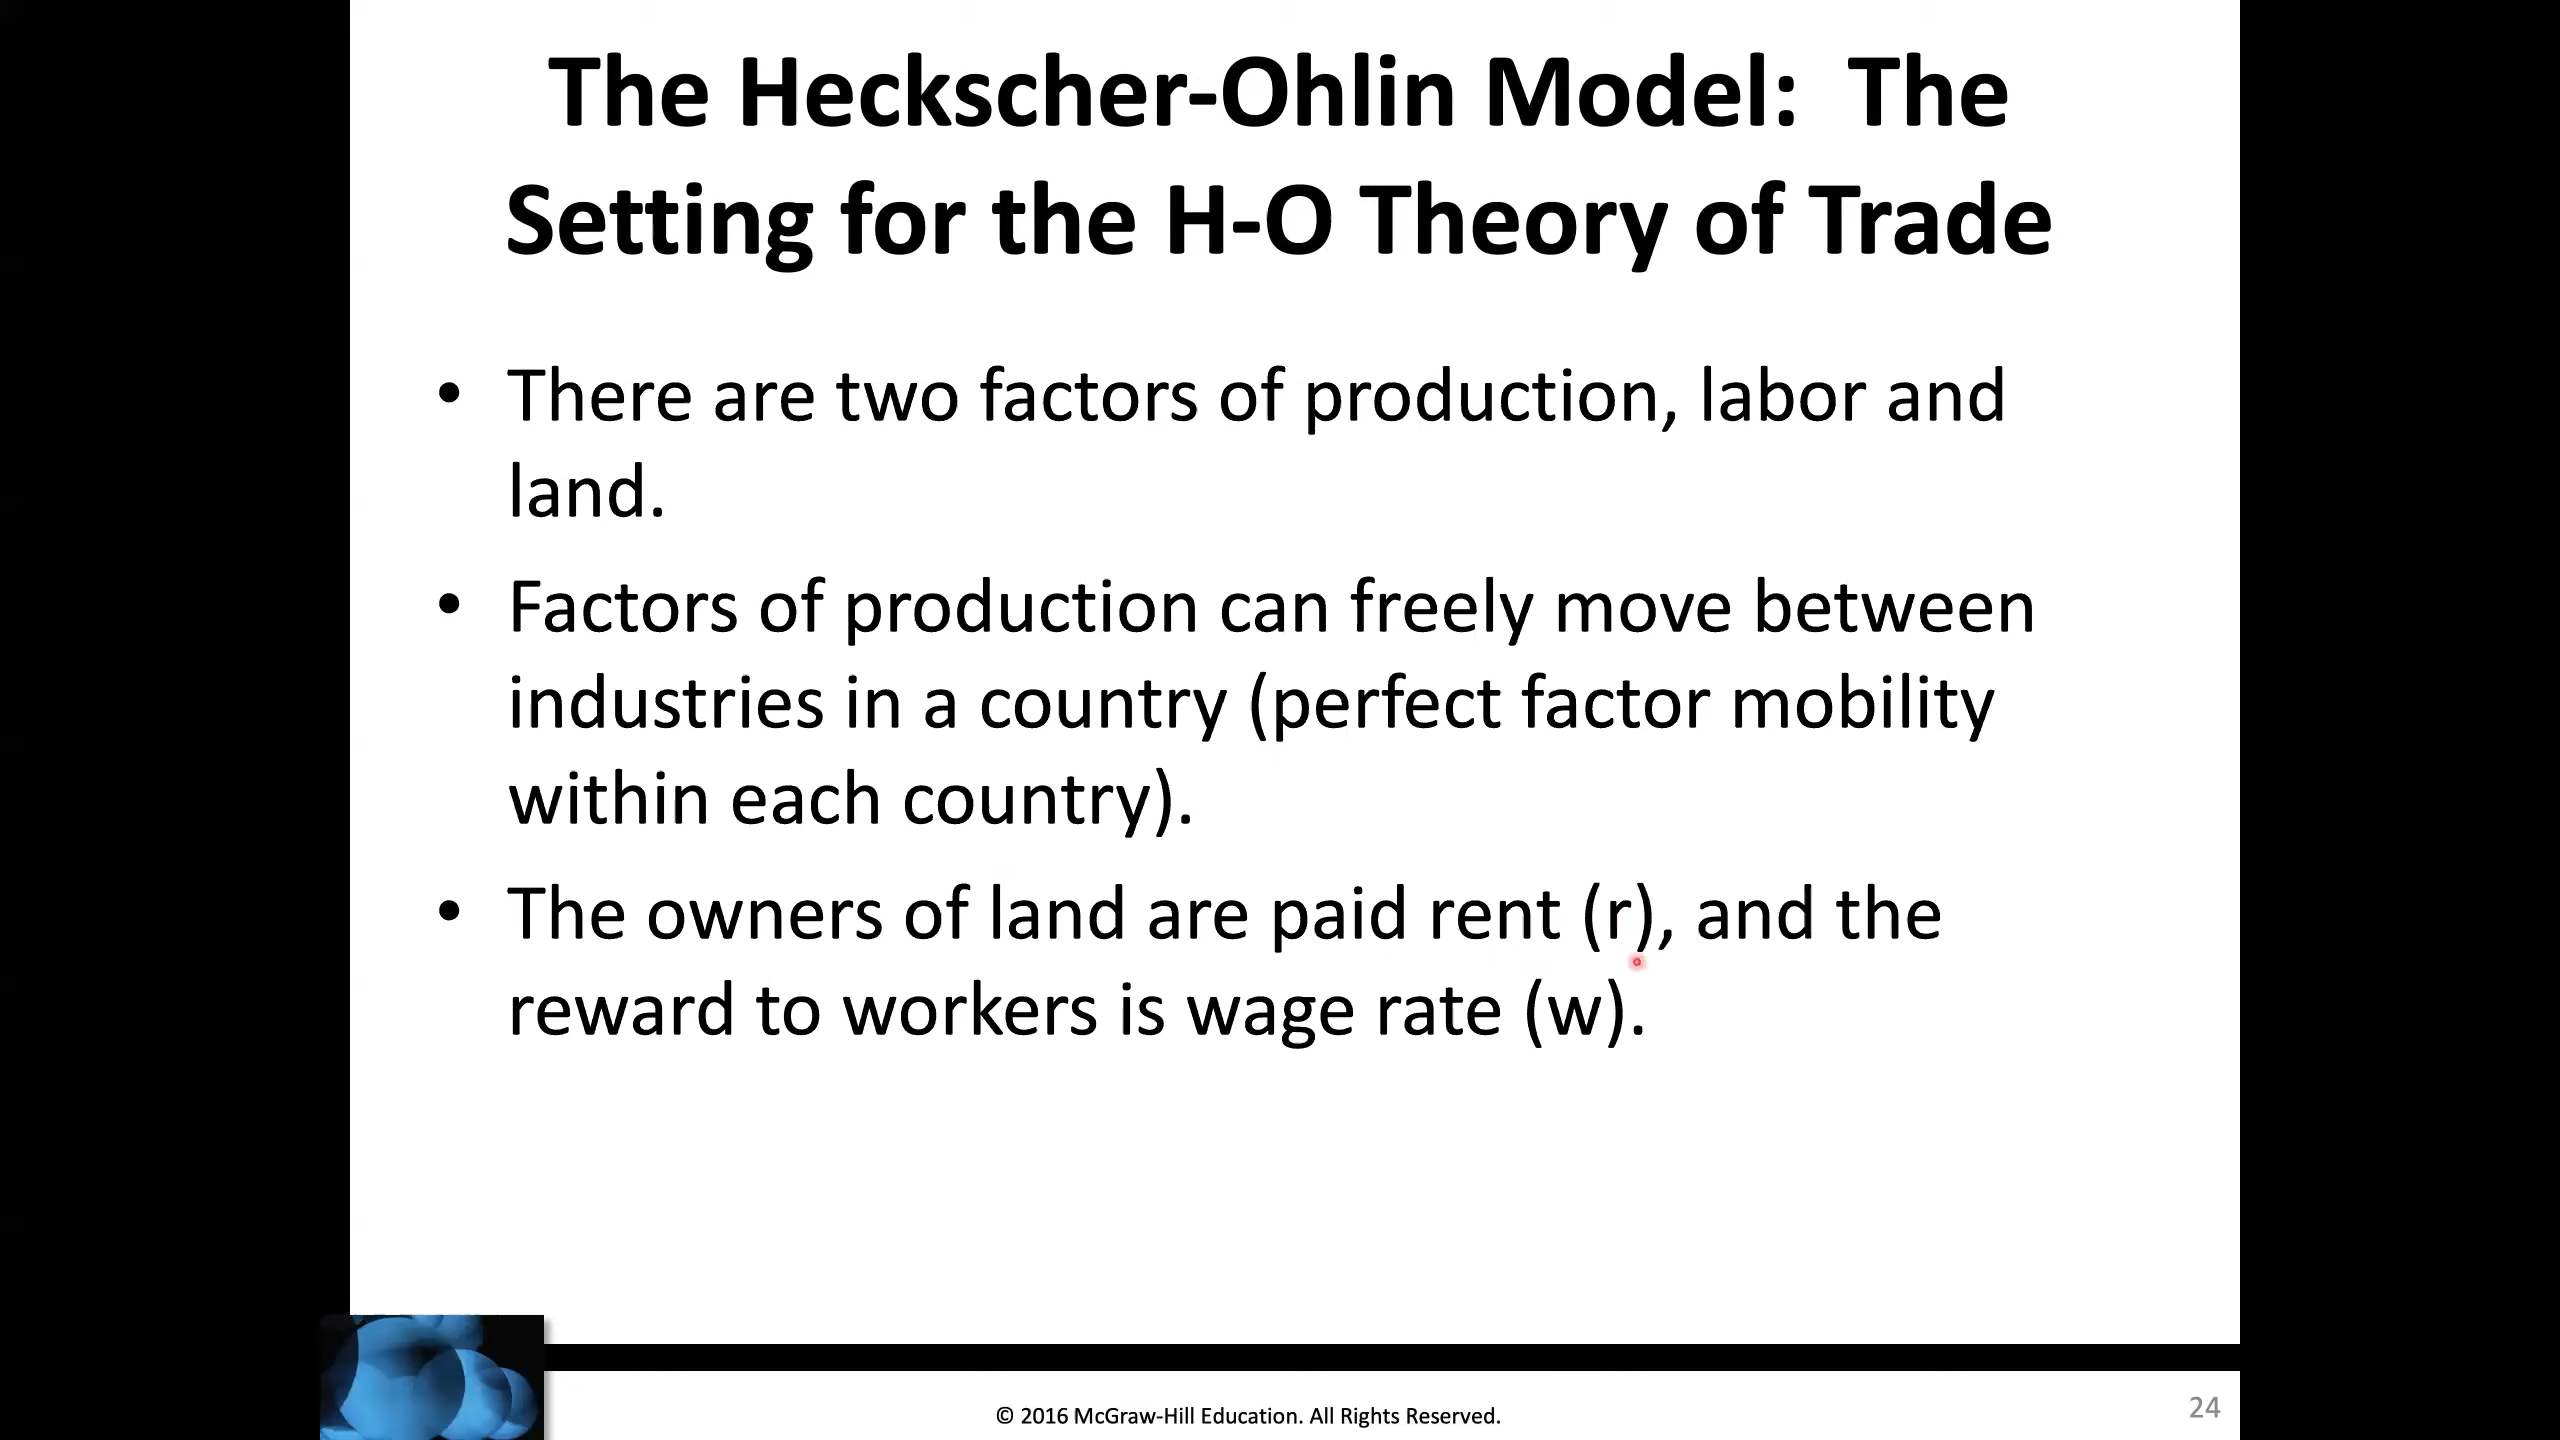 The Heckscher-Ohlin Model:  The
Setting for the H-O Theory of Trade
• There are two factors of production, labor and
land.
• Factors of production can freely move between
industries in a country (perfect factor mobility
within each country).
• The owners of land are paid rent (r), and the
reward to workers is wage rate (w).
© 2016 McGraw-Hill Education. All Rights Reserved.
24